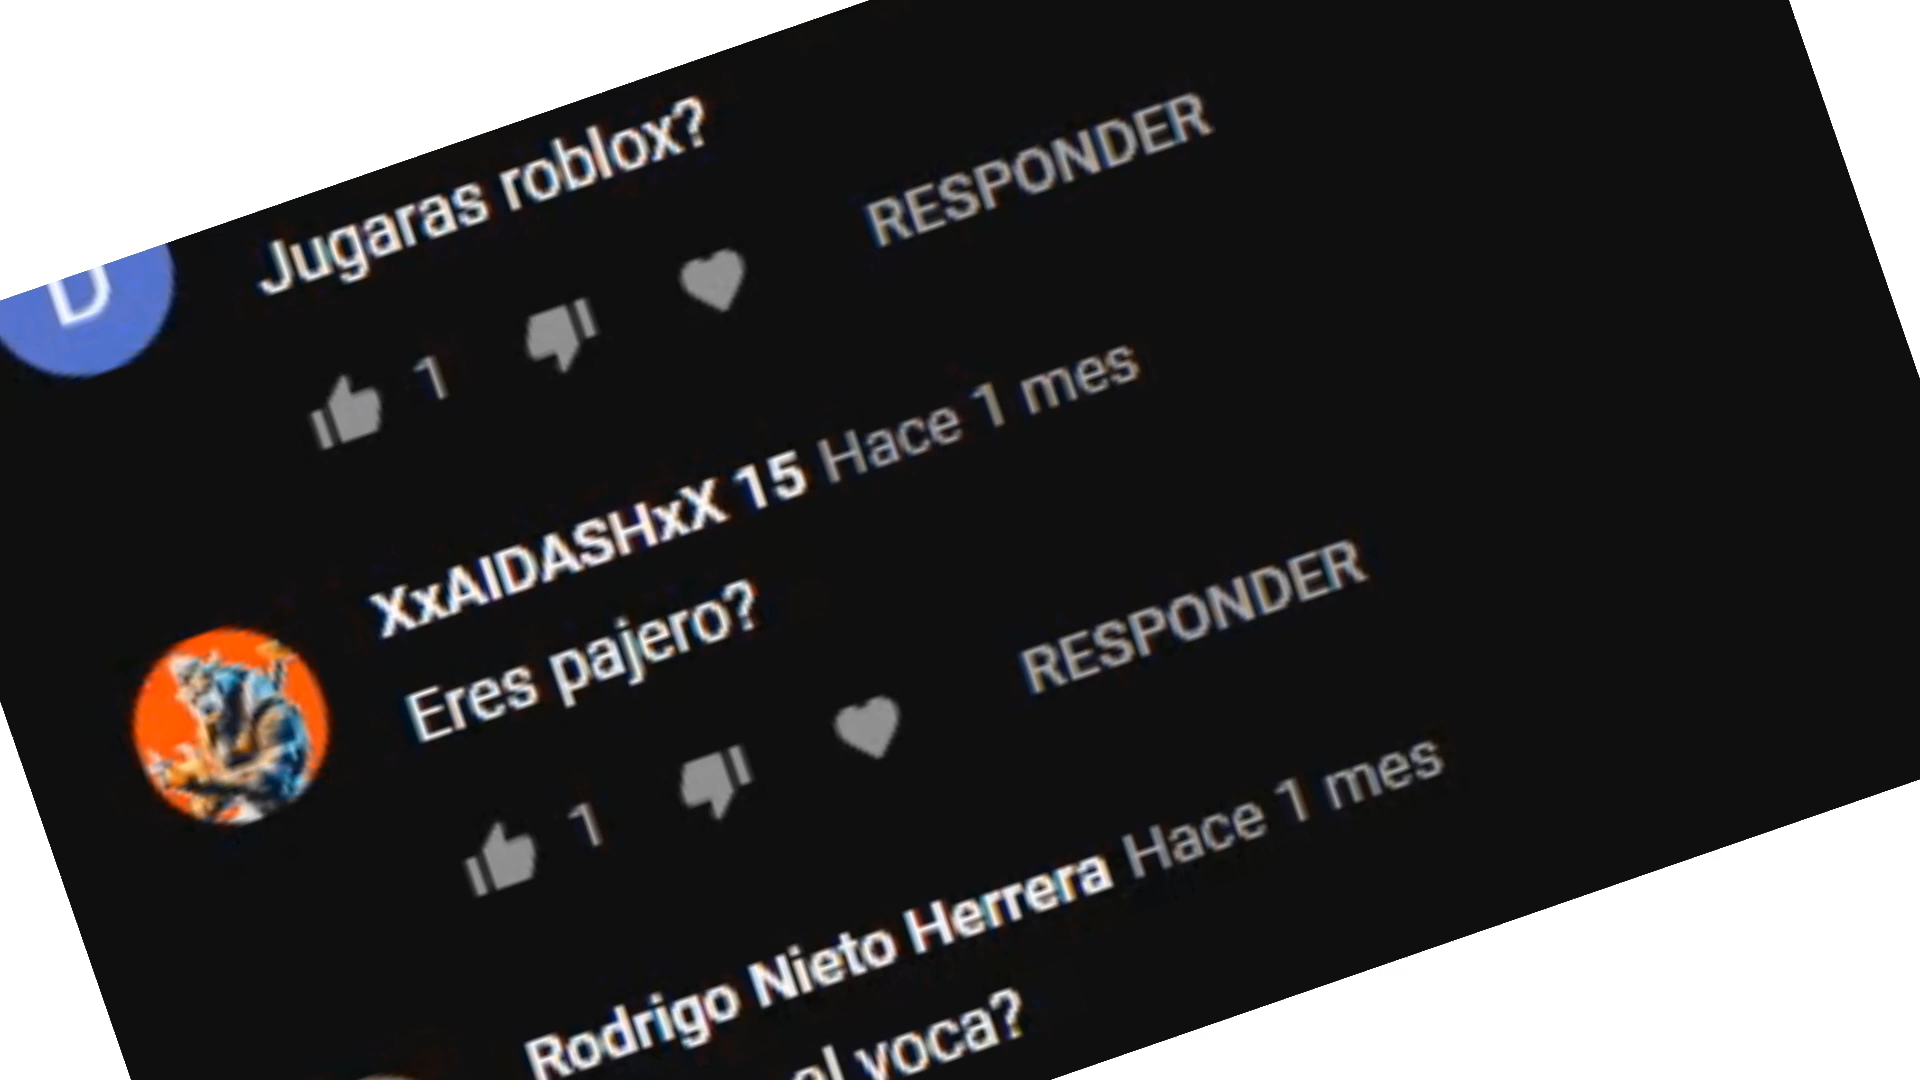 D
Jugaras roblox?
1 RESPONDER
XxAIDASHxX 15 Hace 1 mes
Eres pajero?
1 RESPONDER
Rodrigo Nieto Herrera Hace 1 mes
voca?